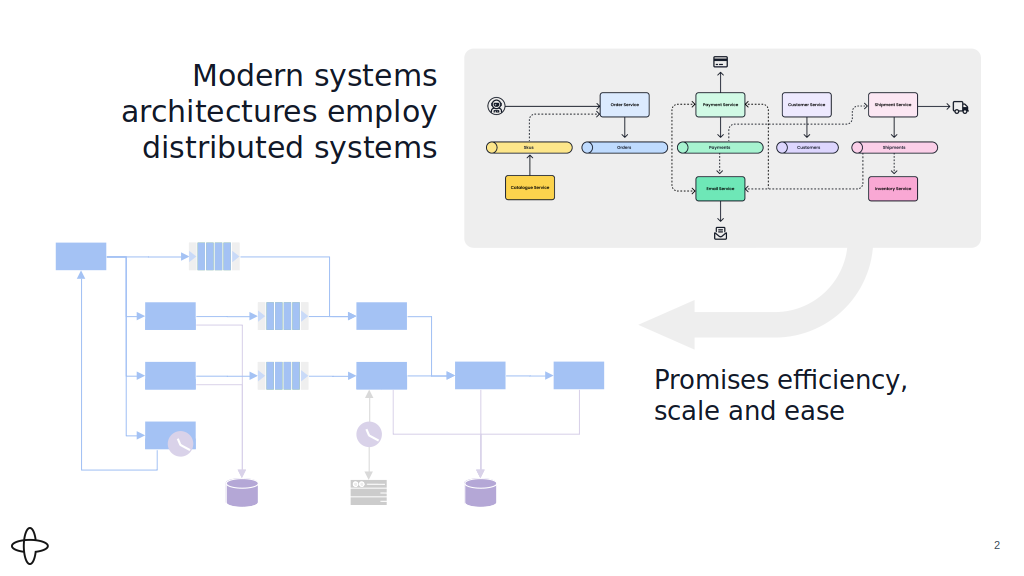 Modern systems
architectures employ
distributed systems
Order Service
Payment Service
Customer Service
Shipment Service
Skus
Orders
Payments
Customers
Shipments
Catalogue Service
Email Service
Inventory Service
Promises efficiency,
scale and ease
2